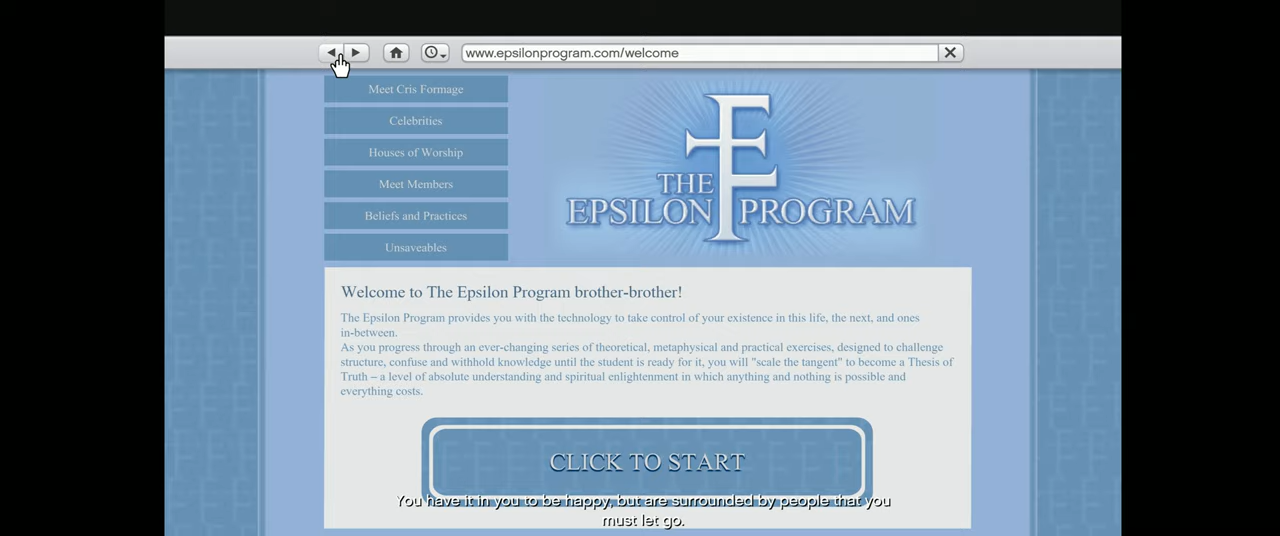 www.epsilonprogram.com/welcome
Meet Cris Formage
Celebrities
Houses of Worship
Meet Members
Beliefs and Practices
Unsaveables
THE
EPSILON PROGRAM
Welcome to The Epsilon Program brother-brother!
The Epsilon Program provides you with the technology to take control of your existence in this life, the next, and ones
in-between.
As you progress through an ever-changing series of theoretical, metaphysical and practical exercises, designed to challenge
structure, confuse and withhold knowledge until the student is ready for it, you will "scale the tangent" to become a Thesis of
Truth – a level of absolute understanding and spiritual enlightenment in which anything and nothing is possible and
everything costs.
CLICK TO START
You have it in you to be happy, but are surrounded by people that you
must let go.